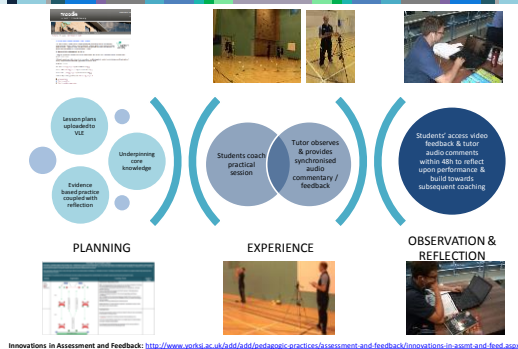 moodle
Lesson plans
uploaded to
VLE
Underpinning
core
knowledge
Evidence
based practice
coupled with
reflection
Students coach
practical
session
Tutor observes
& provides
synchronised
audio
commentary /
feedback
Students' access video
feedback & tutor
audio comments
within 48h to reflect
upon performance &
build towards
subsequent coaching
PLANNING
EXPERIENCE
OBSERVATION &
REFLECTION
Innovations in Assessment and Feedback: http://www.yorksj.ac.uk/add/add/pedagogic-practices/assessment-and-feedback/innovations-in-assmt-and-feed.aspx